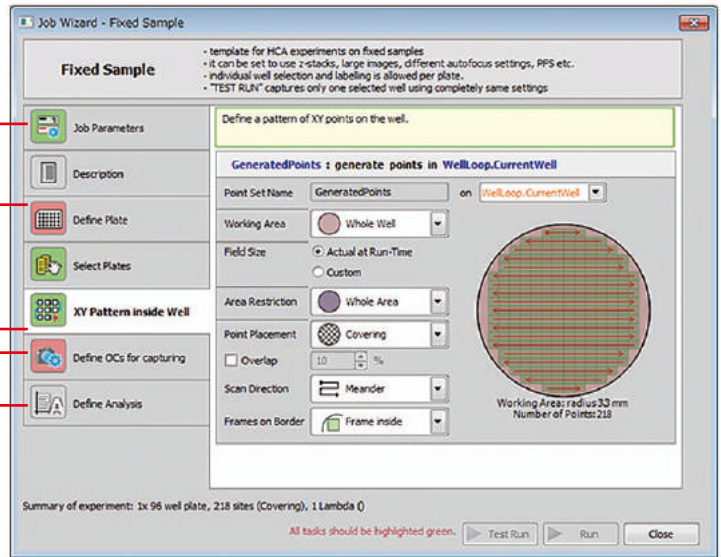 Job Wizard - Fixed Sample
Fixed Sample
- template for HCA experiments on fixed samples
- it can be set to use z-stacks, large images, different autofocus settings, PFS etc.
- individual well selection and labeling is allowed per plate.
- "TEST RUN" captures only one selected well using completely same settings
Job Parameters
Description
Define Plate
Select Plates
XY Pattern inside Well
Define OCs for capturing
Define Analysis
Define a pattern of XY points on the well.
GeneratedPoints : generate points in WellLoop.CurrentWell
Point Set Name GeneratedPoints on WellLoop.CurrentWell
Working Area Whole Well
Field Size Actual at Run-Time
Custom
Area Restriction Whole Area
Point Placement Covering
Overlap 10 %
Scan Direction Meander
Frames on Border Frame inside
Working Area: radius 3.3 mm
Number of Points: 218
Summary of experiment: 1x 96 well plate, 218 sites (Covering), 1 Lambda ()
All tasks should be highlighted green. Test Run Run Close